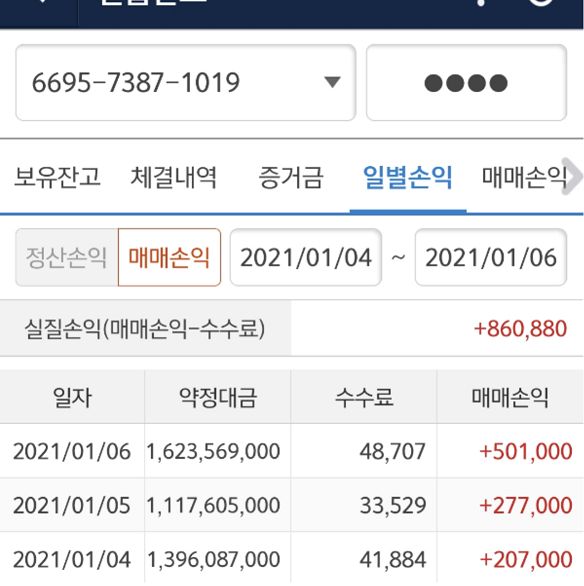 6695-7387-1019 ●●●●
보유잔고 체결내역 증거금 일별손익 매매손익
정산손익 매매손익 2021/01/04 ~ 2021/01/06
실질손익(매매손익-수수료) +860,880
일자 약정대금 수수료 매매손익
2021/01/06 1,623,569,000 48,707 +501,000
2021/01/05 1,117,605,000 33,529 +277,000
2021/01/04 1,396,087,000 41,884 +207,000